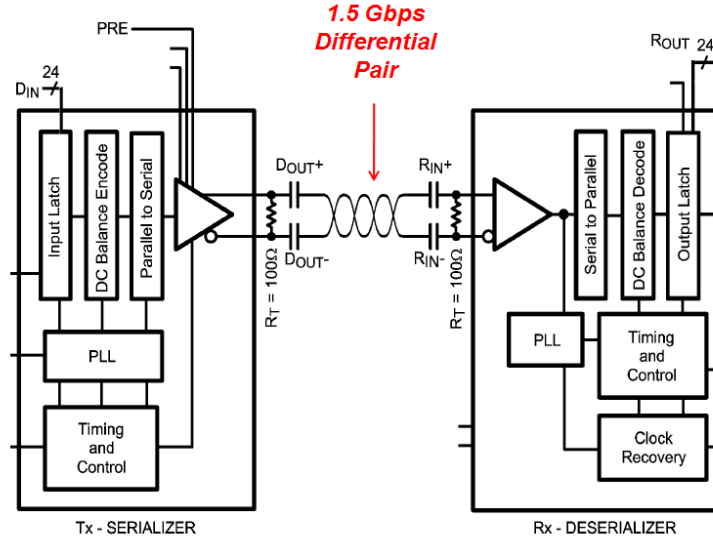 1.5 Gbps
Differential
Pair
PRE
24
DIN
ROUT
24
Input Latch
DC Balance Encode
Parallel to Serial
DOUT+
DOUT-
RT = 100Ω
RIN+
RIN-
RT = 100Ω
Serial to Parallel
DC Balance Decode
Output Latch
PLL
Timing
and
Control
PLL
Timing
and
Control
Clock
Recovery
Tx - SERIALIZER
Rx - DESERIALIZER